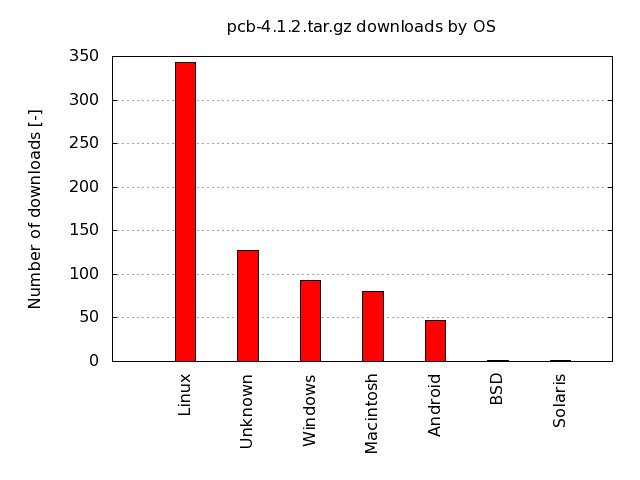 pcb-4.1.2.tar.gz downloads by OS
Number of downloads [-]
350
300
250
200
150
100
50
0
Linux
Unknown
Windows
Macintosh
Android
BSD
Solaris